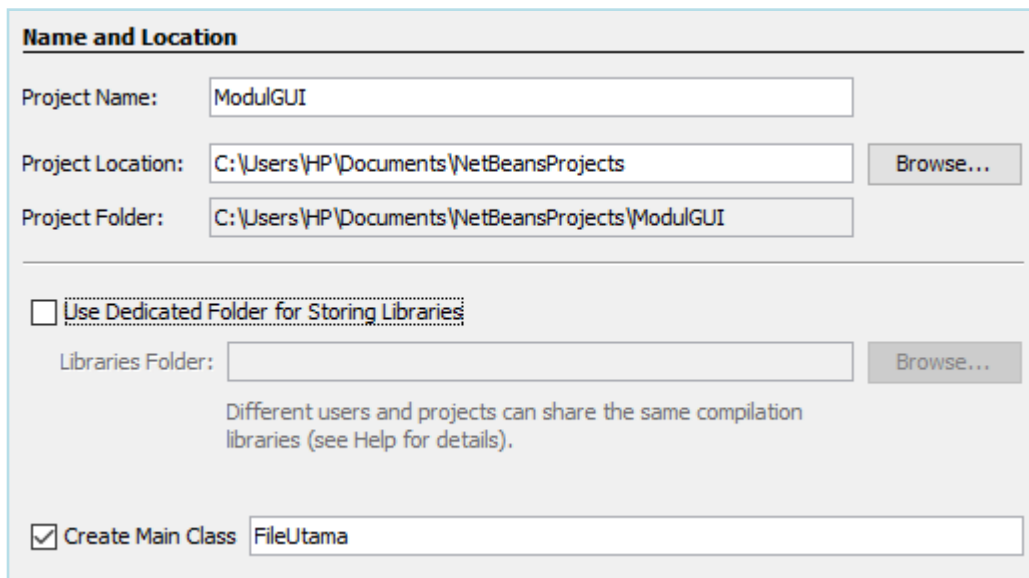 Name and Location
Project Name: ModulGUI
Project Location: C:\Users\HP\Documents\NetBeansProjects Browse...
Project Folder: C:\Users\HP\Documents\NetBeansProjects\ModulGUI
Use Dedicated Folder for Storing Libraries
Libraries Folder: Browse...
Different users and projects can share the same compilation
libraries (see Help for details).
Create Main Class FileUtama